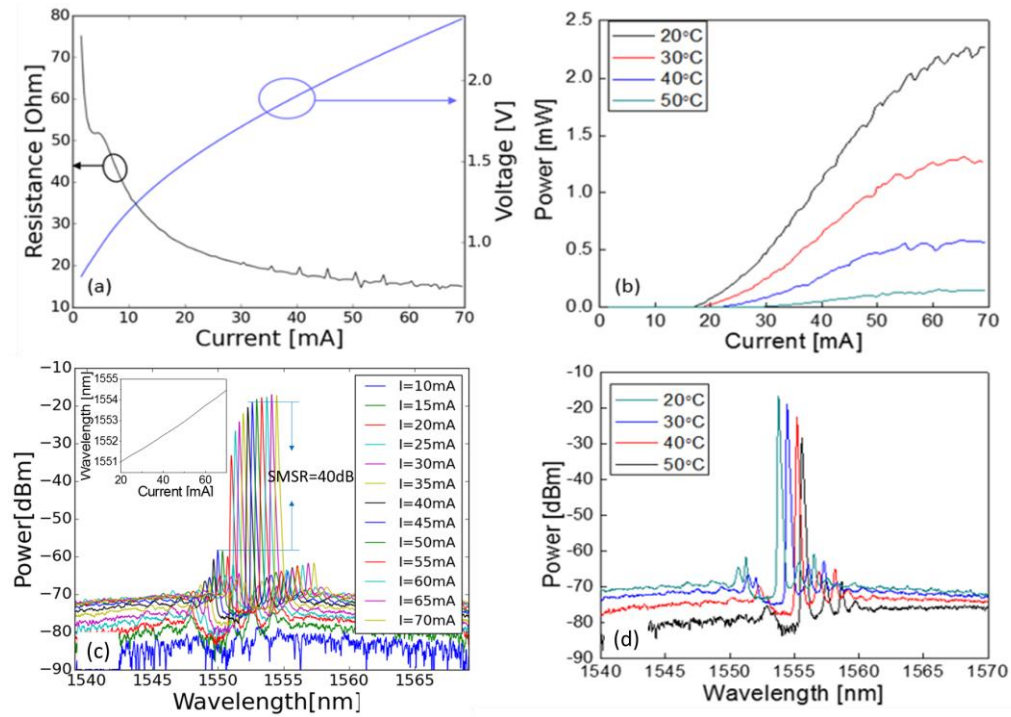 80
70
60
50
40
30
20
10
Resistance [Ohm]
(a)
0 10 20 30 40 50 60 70
Current [mA]
2.0
1.5
1.0
Voltage [V]
2.5
2.0
1.5
1.0
0.5
0.0
Power [mW]
20°C
30°C
40°C
50°C
(b)
0 10 20 30 40 50 60 70
Current [mA]
−10
−20
−30
−40
−50
−60
−70
−80
−90
Power[dBm]
1555
1554
1553
1552
1551
Wavelength [nm]
20 40 60
Current [mA]
SMSR=40dB
I=10mA
I=15mA
I=20mA
I=25mA
I=30mA
I=35mA
I=40mA
I=45mA
I=50mA
I=55mA
I=60mA
I=65mA
I=70mA
(c)
1540 1545 1550 1555 1560 1565
Wavelength[nm]
-10
-20
-30
-40
-50
-60
-70
-80
-90
Power [dBm]
20°C
30°C
40°C
50°C
(d)
1540 1545 1550 1555 1560 1565 1570
Wavelength [nm]